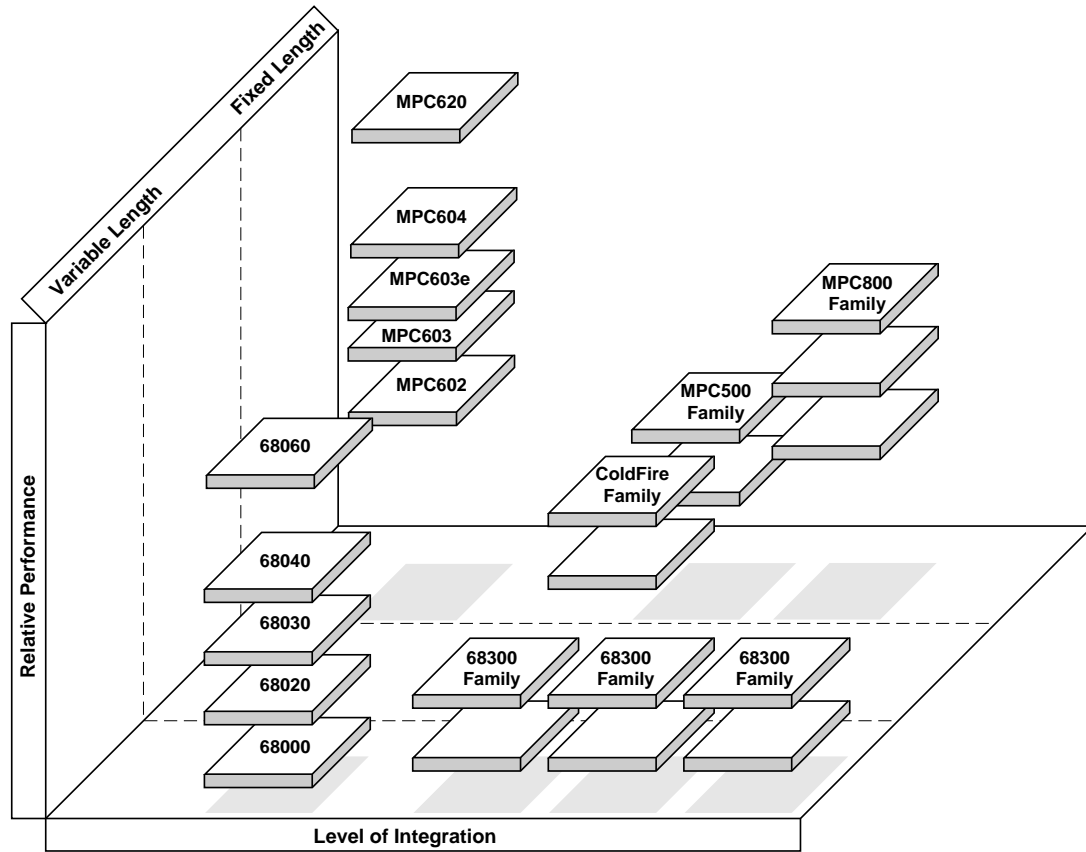 Fixed Length
Variable Length
MPC620
MPC604
MPC603e
MPC603
MPC602
MPC800
Family
MPC500
Family
68060
ColdFire
Family
68040
68030
68020
68000
68300
Family
68300
Family
68300
Family
Relative Performance
Level of Integration